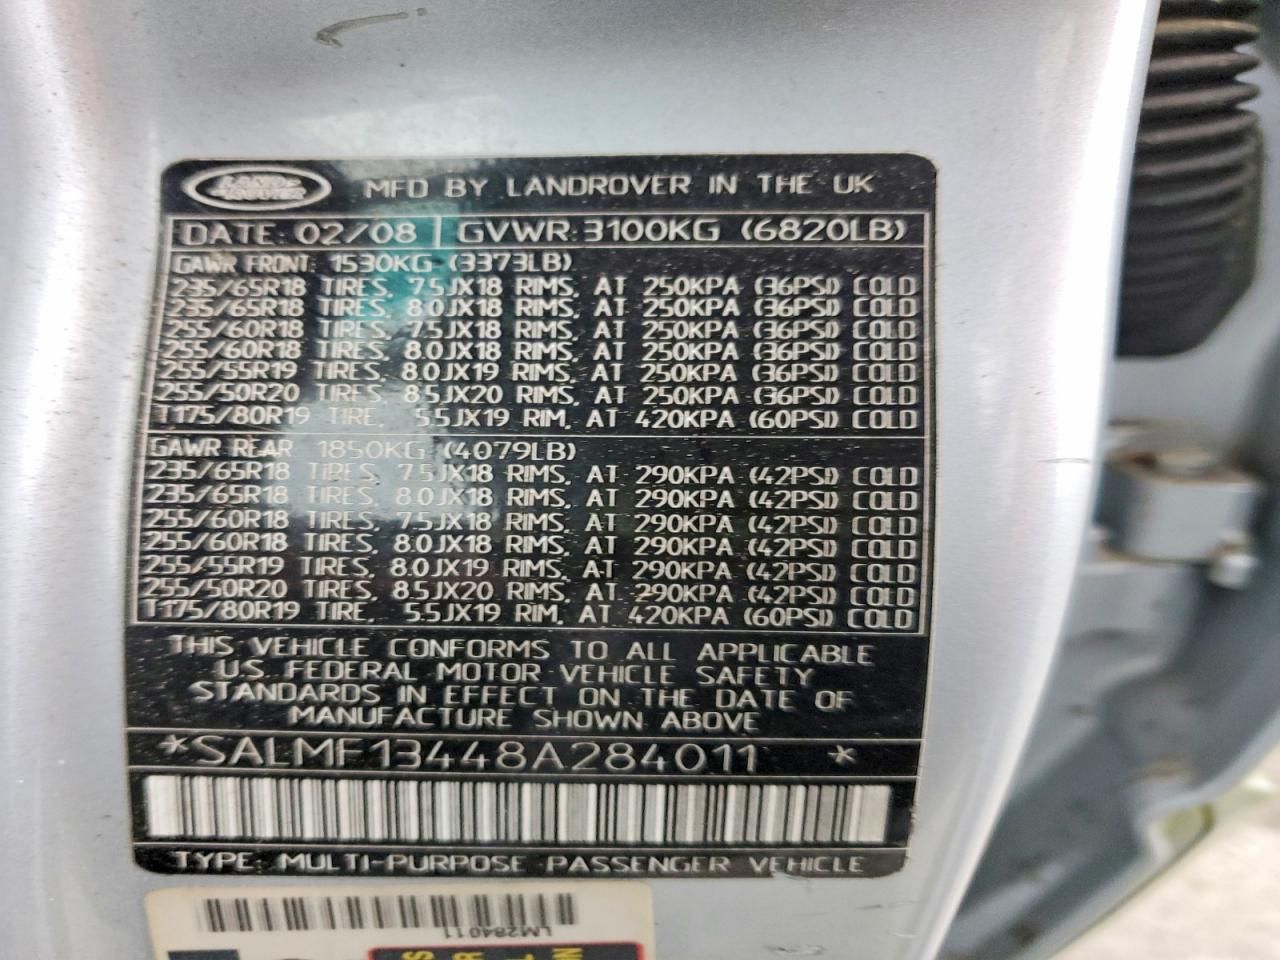 LAND ROVER MFD BY LANDROVER IN THE UK
DATE: 02/08 GVWR: 3100KG (6820LB)
GAWR FRONT: 1530KG (3373LB)
235/65R18 TIRES, 7.5JX18 RIMS, AT 250KPA (36PSI) COLD
235/65R18 TIRES, 8.0JX18 RIMS, AT 250KPA (36PSI) COLD
255/60R18 TIRES, 7.5JX18 RIMS, AT 250KPA (36PSI) COLD
255/60R18 TIRES, 8.0JX18 RIMS, AT 250KPA (36PSI) COLD
255/55R19 TIRES, 8.0JX19 RIMS, AT 250KPA (36PSI) COLD
255/50R20 TIRES, 8.5JX20 RIMS, AT 250KPA (36PSI) COLD
T175/80R19 TIRE, 5.5JX19 RIM, AT 420KPA (60PSI) COLD
GAWR REAR 1850KG (4079LB)
235/65R18 TIRES, 7.5JX18 RIMS, AT 290KPA (42PSI) COLD
235/65R18 TIRES, 8.0JX18 RIMS, AT 290KPA (42PSI) COLD
255/60R18 TIRES, 7.5JX18 RIMS, AT 290KPA (42PSI) COLD
255/60R18 TIRES, 8.0JX18 RIMS, AT 290KPA (42PSI) COLD
255/55R19 TIRES, 8.0JX19 RIMS, AT 290KPA (42PSI) COLD
255/50R20 TIRES, 8.5JX20 RIMS, AT 290KPA (42PSI) COLD
T175/80R19 TIRE, 5.5JX19 RIM, AT 420KPA (60PSI) COLD
THIS VEHICLE CONFORMS TO ALL APPLICABLE
U.S. FEDERAL MOTOR VEHICLE SAFETY
STANDARDS IN EFFECT ON THE DATE OF
MANUFACTURE SHOWN ABOVE
*SALMF13448A284011 *
TYPE: MULTI-PURPOSE PASSENGER VEHICLE
LM284011